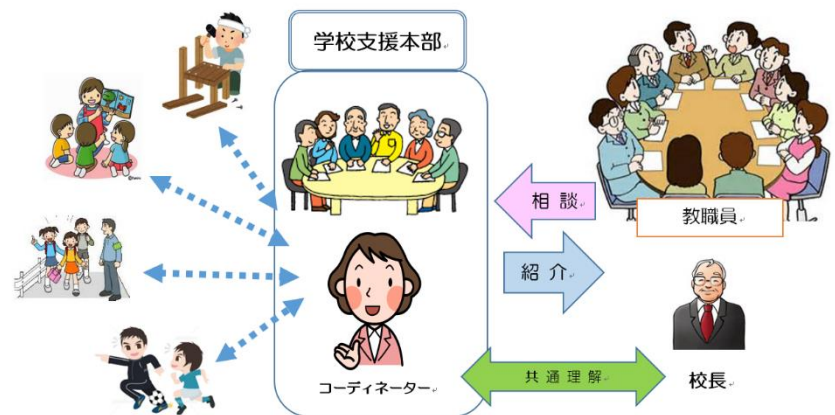 学校支援本部
相 談
教職員
紹 介
コーディネーター
共 通 理 解
校長